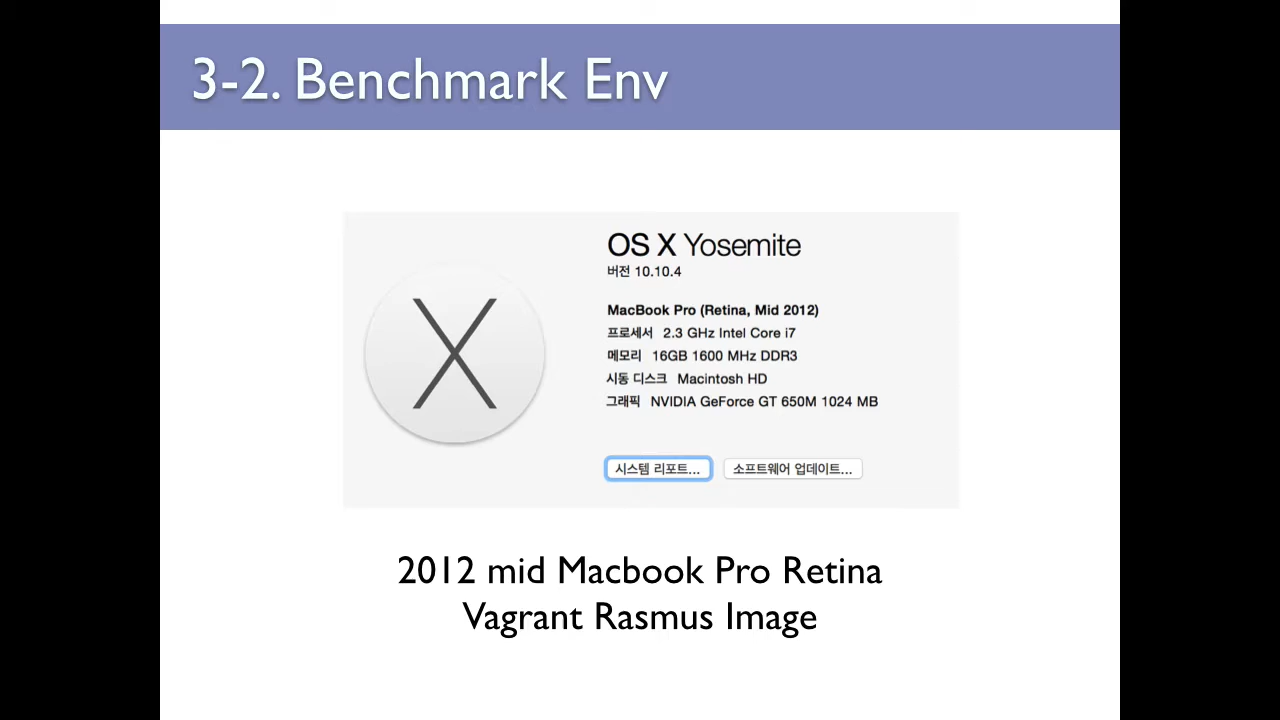 3-2. Benchmark Env
OS X Yosemite
버전 10.10.4
MacBook Pro (Retina, Mid 2012)
프로세서 2.3 GHz Intel Core i7
메모리 16GB 1600 MHz DDR3
시동 디스크 Macintosh HD
그래픽 NVIDIA GeForce GT 650M 1024 MB
시스템 리포트... 소프트웨어 업데이트...
2012 mid Macbook Pro Retina
Vagrant Rasmus Image